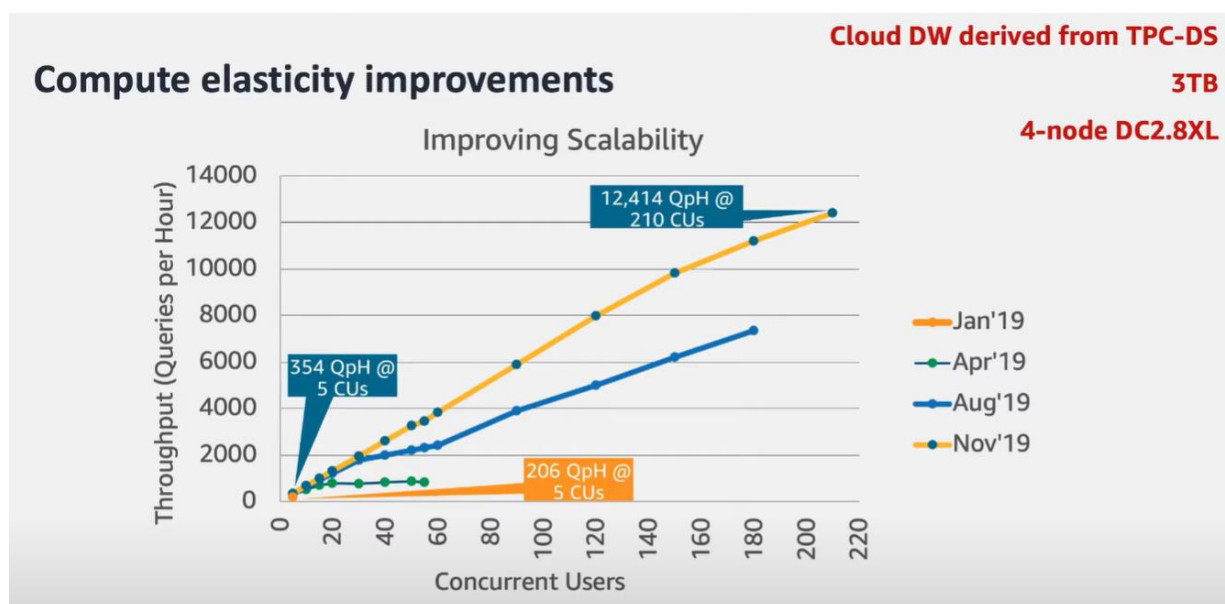 Cloud DW derived from TPC-DS
Compute elasticity improvements
3TB
4-node DC2.8XL
Improving Scalability
Throughput (Queries per Hour)
14000
12000
10000
8000
6000
4000
2000
0
12,414 QpH @
210 CUs
354 QpH @
5 CUs
206 QpH @
5 CUs
Jan'19
Apr'19
Aug'19
Nov'19
0
20
40
60
80
100
120
140
160
180
200
220
Concurrent Users